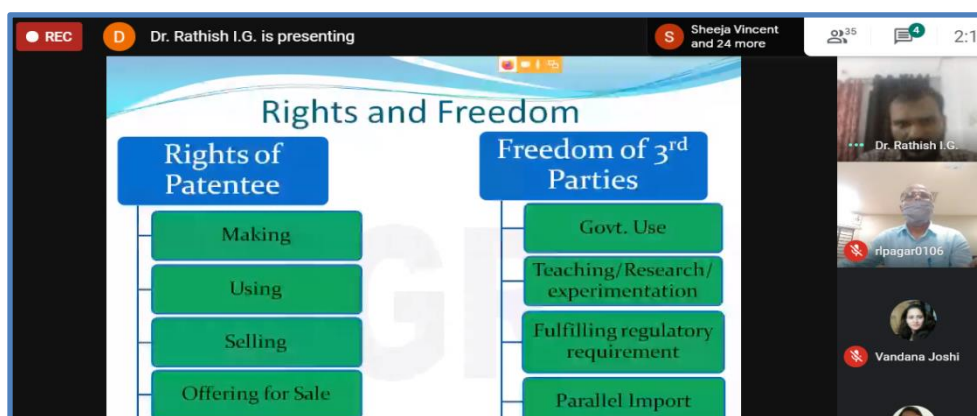 REC
D
Dr. Rathish I.G. is presenting
S
Sheeja Vincent
and 24 more
35
4
2:1
Rights and Freedom
Rights of
Patentee
Making
Using
Selling
Offering for Sale
Freedom of 3rd
Parties
Govt. Use
Teaching/Research/
experimentation
Fulfilling regulatory
requirement
Parallel Import
Dr. Rathish I.G.
rlpagar0106
Vandana Joshi